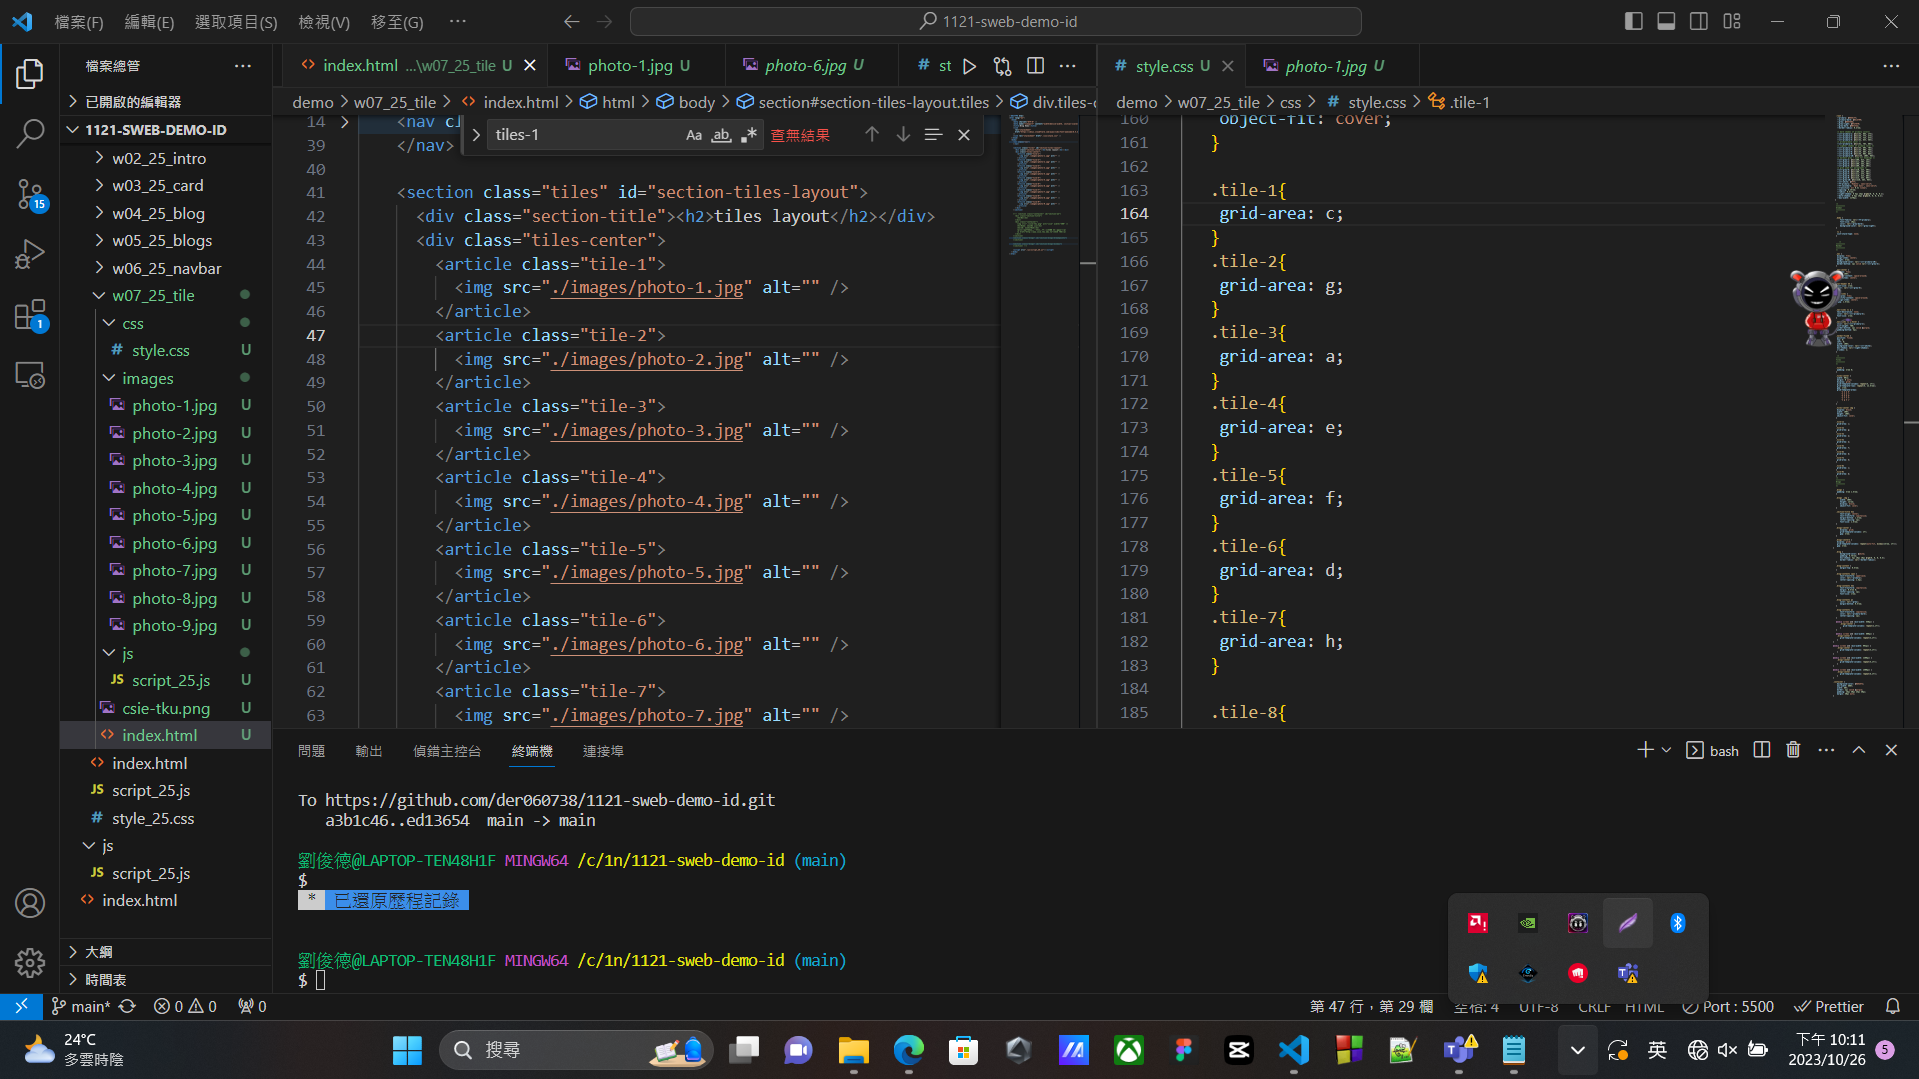 檔案(F) 編輯(E) 選取項目(S) 檢視(V) 移至(G) ··· 1121-sweb-demo-id
檔案總管
已開啟的編輯器
1121-SWEB-DEMO-ID
w02_25_intro
w03_25_card
w04_25_blog
w05_25_blogs
w06_25_navbar
w07_25_tile
css
style.css U
images
photo-1.jpg U
photo-2.jpg U
photo-3.jpg U
photo-4.jpg U
photo-5.jpg U
photo-6.jpg U
photo-7.jpg U
photo-8.jpg U
photo-9.jpg U
js
script_25.js U
csie-tku.png U
index.html U
index.html
script_25.js
style_25.css
js
script_25.js
index.html
大綱
時間表
15
1
index.html ...\w07_25_tile U
photo-1.jpg U
photo-6.jpg U
st
demo > w07_25_tile > index.html > html > body > section#section-tiles-layout.tiles > div.tiles-c
tiles-1 Aa ab 查無結果
14 <nav cl
39 </nav>
40
41 <section class="tiles" id="section-tiles-layout">
42 <div class="section-title"><h2>tiles layout</h2></div>
43 <div class="tiles-center">
44 <article class="tile-1">
45 <img src="./images/photo-1.jpg" alt="" />
46 </article>
47 <article class="tile-2">
48 <img src="./images/photo-2.jpg" alt="" />
49 </article>
50 <article class="tile-3">
51 <img src="./images/photo-3.jpg" alt="" />
52 </article>
53 <article class="tile-4">
54 <img src="./images/photo-4.jpg" alt="" />
55 </article>
56 <article class="tile-5">
57 <img src="./images/photo-5.jpg" alt="" />
58 </article>
59 <article class="tile-6">
60 <img src="./images/photo-6.jpg" alt="" />
61 </article>
62 <article class="tile-7">
63 <img src="./images/photo-7.jpg" alt="" />
style.css U
photo-1.jpg U
demo > w07_25_tile > css > style.css > .tile-1
160 object-fit: cover;
161 }
162
163 .tile-1{
164 grid-area: c;
165 }
166 .tile-2{
167 grid-area: g;
168 }
169 .tile-3{
170 grid-area: a;
171 }
172 .tile-4{
173 grid-area: e;
174 }
175 .tile-5{
176 grid-area: f;
177 }
178 .tile-6{
179 grid-area: d;
180 }
181 .tile-7{
182 grid-area: h;
183 }
184
185 .tile-8{
問題 輸出 偵錯主控台 終端機 連接埠
bash
To https://github.com/der060738/1121-sweb-demo-id.git
a3b1c46..ed13654 main -> main
劉俊德@LAPTOP-TEN48H1F MINGW64 /c/1n/1121-sweb-demo-id (main)
$
* 已還原歷程記錄
劉俊德@LAPTOP-TEN48H1F MINGW64 /c/1n/1121-sweb-demo-id (main)
$
main* 0 0 0
第 47 行,第 29 欄 空格: 4 UTF-8 CRLF HTML Port : 5500 Prettier
24°C
多雲時陰
搜尋
英
下午 10:11
2023/10/26
5